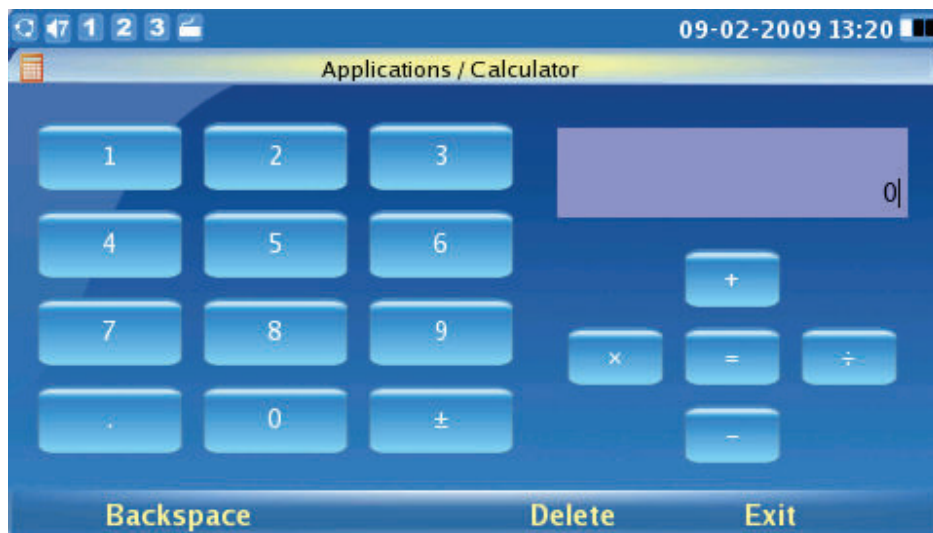 47 1 2 3 09-02-2009 13:20
Applications / Calculator
1 2 3
0
4 5 6
+
7 8 9
× = ÷
. 0 ±
−
Backspace Delete Exit